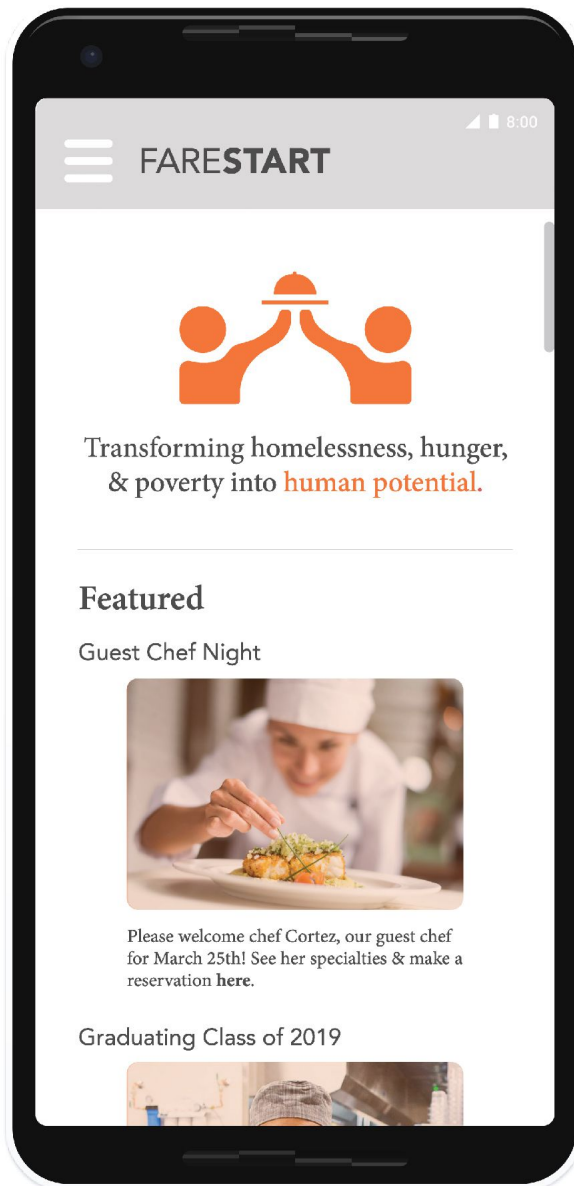 8:00
FARESTART
Transforming homelessness, hunger,
& poverty into human potential.
Featured
Guest Chef Night
Please welcome chef Cortez, our guest chef
for March 25th! See her specialties & make a
reservation here.
Graduating Class of 2019